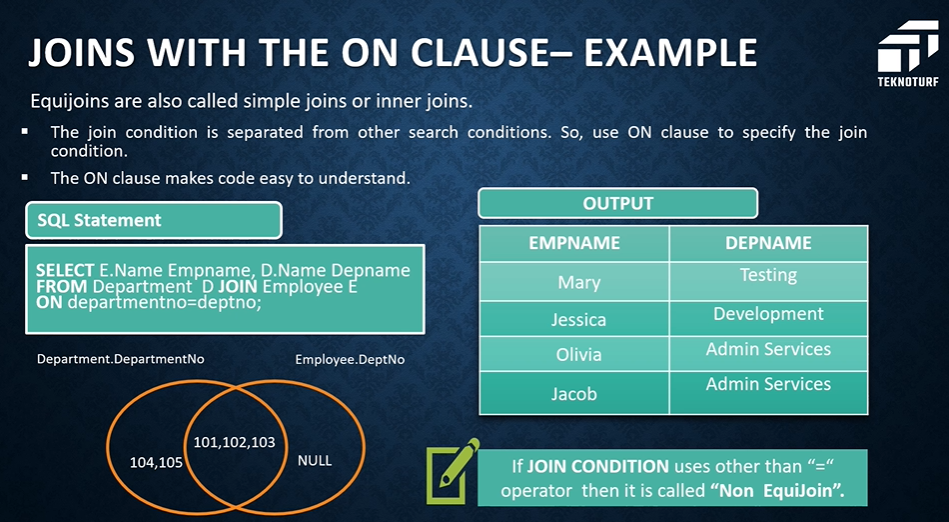 JOINS WITH THE ON CLAUSE– EXAMPLE
TEKNOTURF
Equijoins are also called simple joins or inner joins.
▪ The join condition is separated from other search conditions. So, use ON clause to specify the join
condition.
▪ The ON clause makes code easy to understand.
SQL Statement
SELECT E.Name Empname, D.Name Depname
FROM Department D JOIN Employee E
ON departmentno=deptno;
Department.DepartmentNo
Employee.DeptNo
104,105
101,102,103
NULL
OUTPUT
EMPNAME DEPNAME
Mary Testing
Jessica Development
Olivia Admin Services
Jacob Admin Services
If JOIN CONDITION uses other than “=“
operator then it is called “Non EquiJoin”.